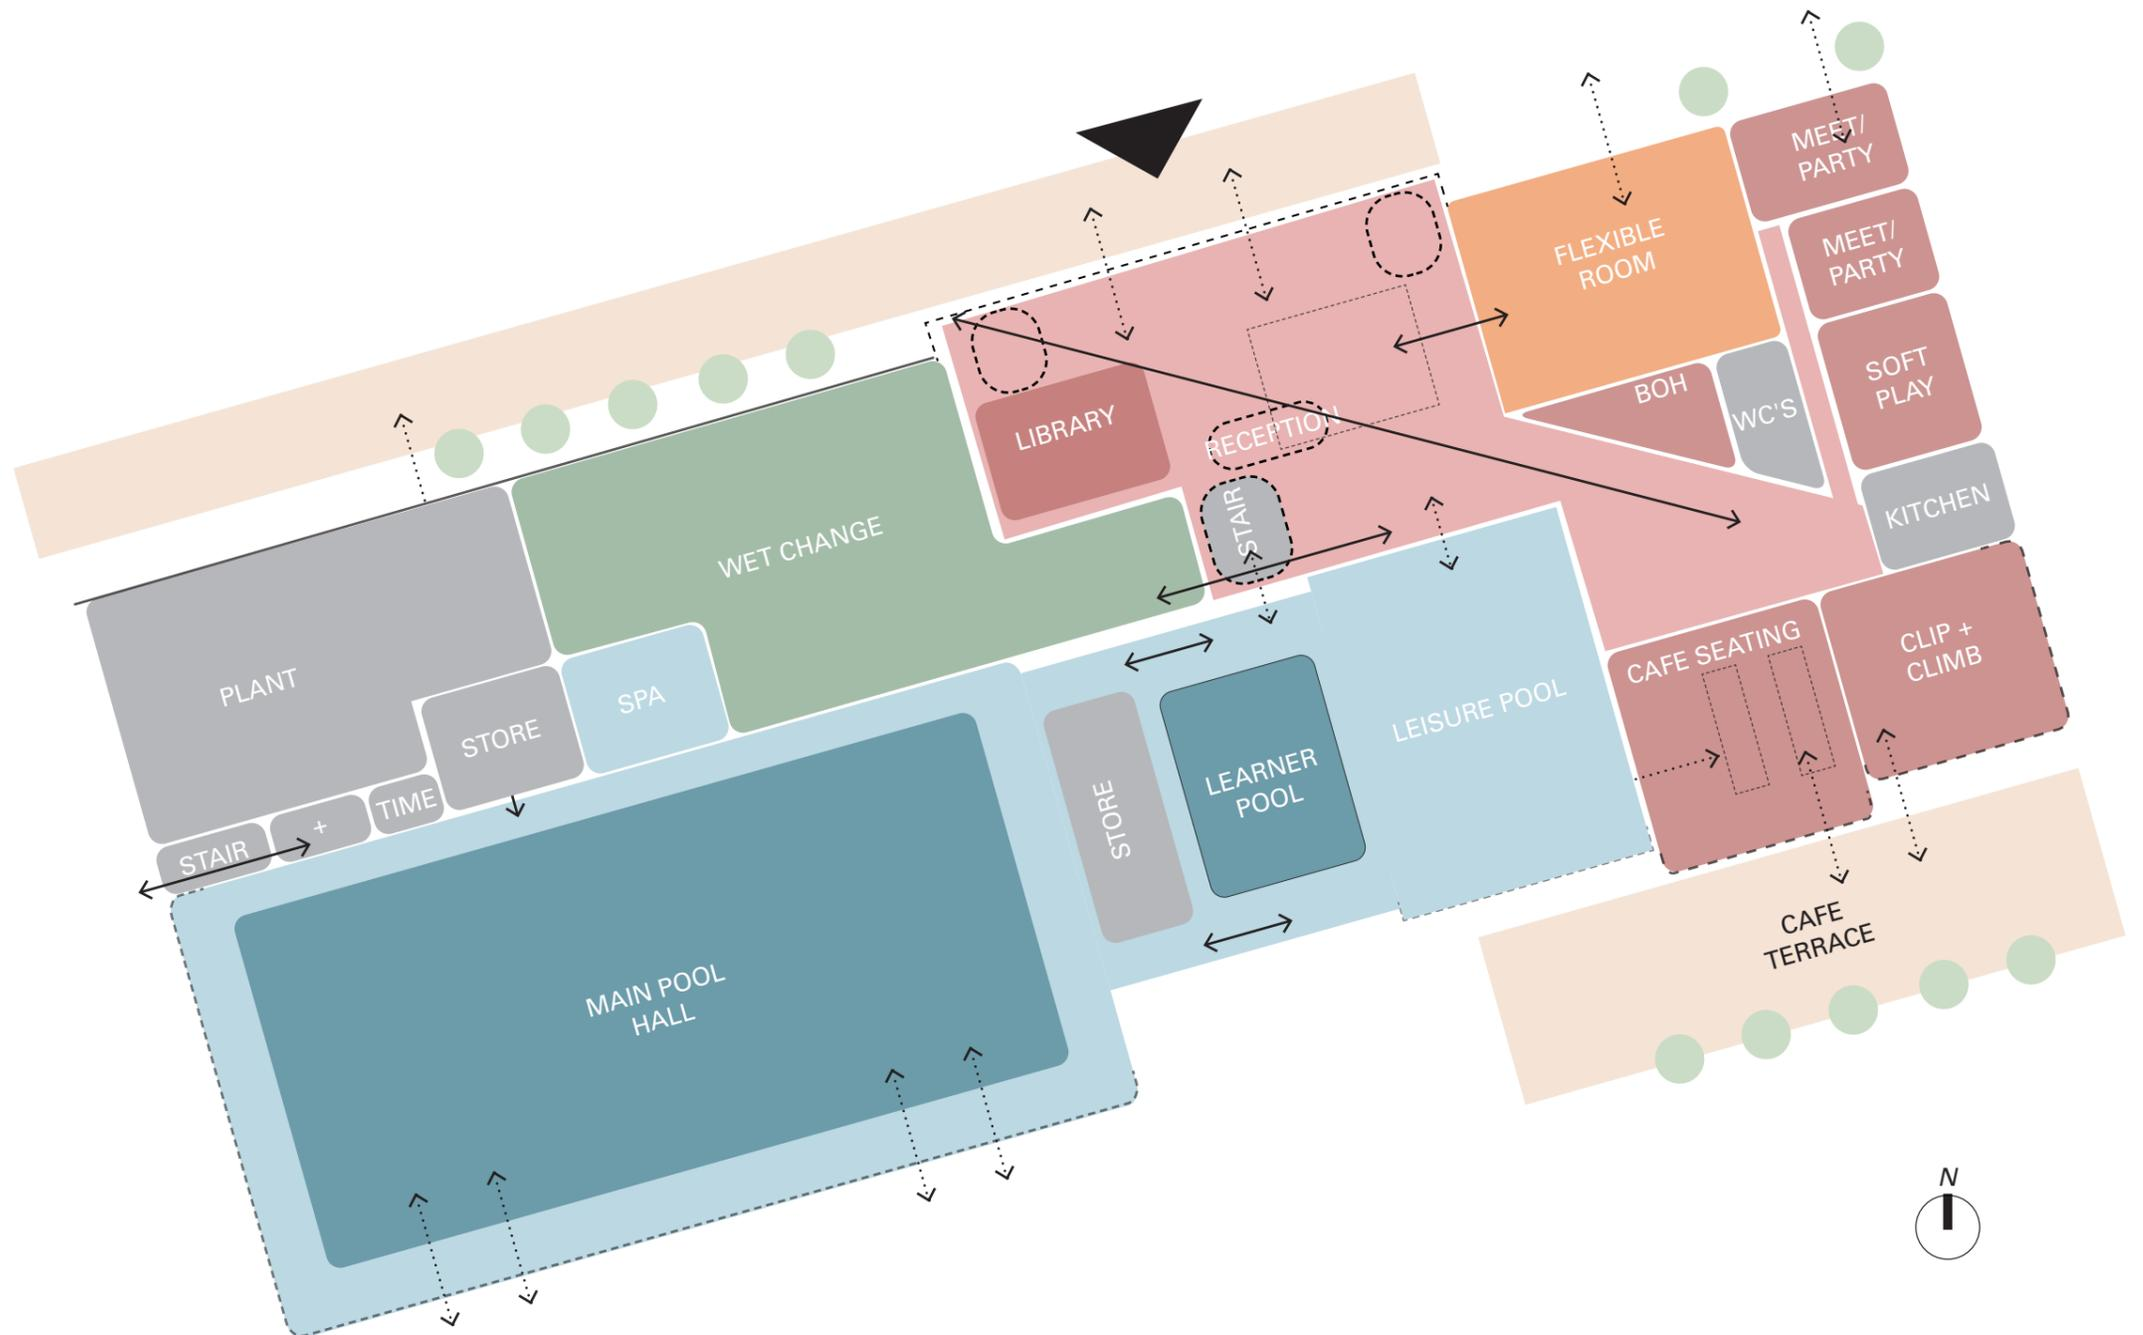 MEET/
PARTY
FLEXIBLE
ROOM
MEET/
PARTY
SOFT
PLAY
BOH
WC'S
LIBRARY
RECEPTION
KITCHEN
STAIR
WET CHANGE
CAFE SEATING
CLIP +
CLIMB
PLANT
SPA
STORE
LEISURE POOL
LEARNER
POOL
STORE
STAIR
+
TIME
CAFE
TERRACE
MAIN POOL
HALL
N